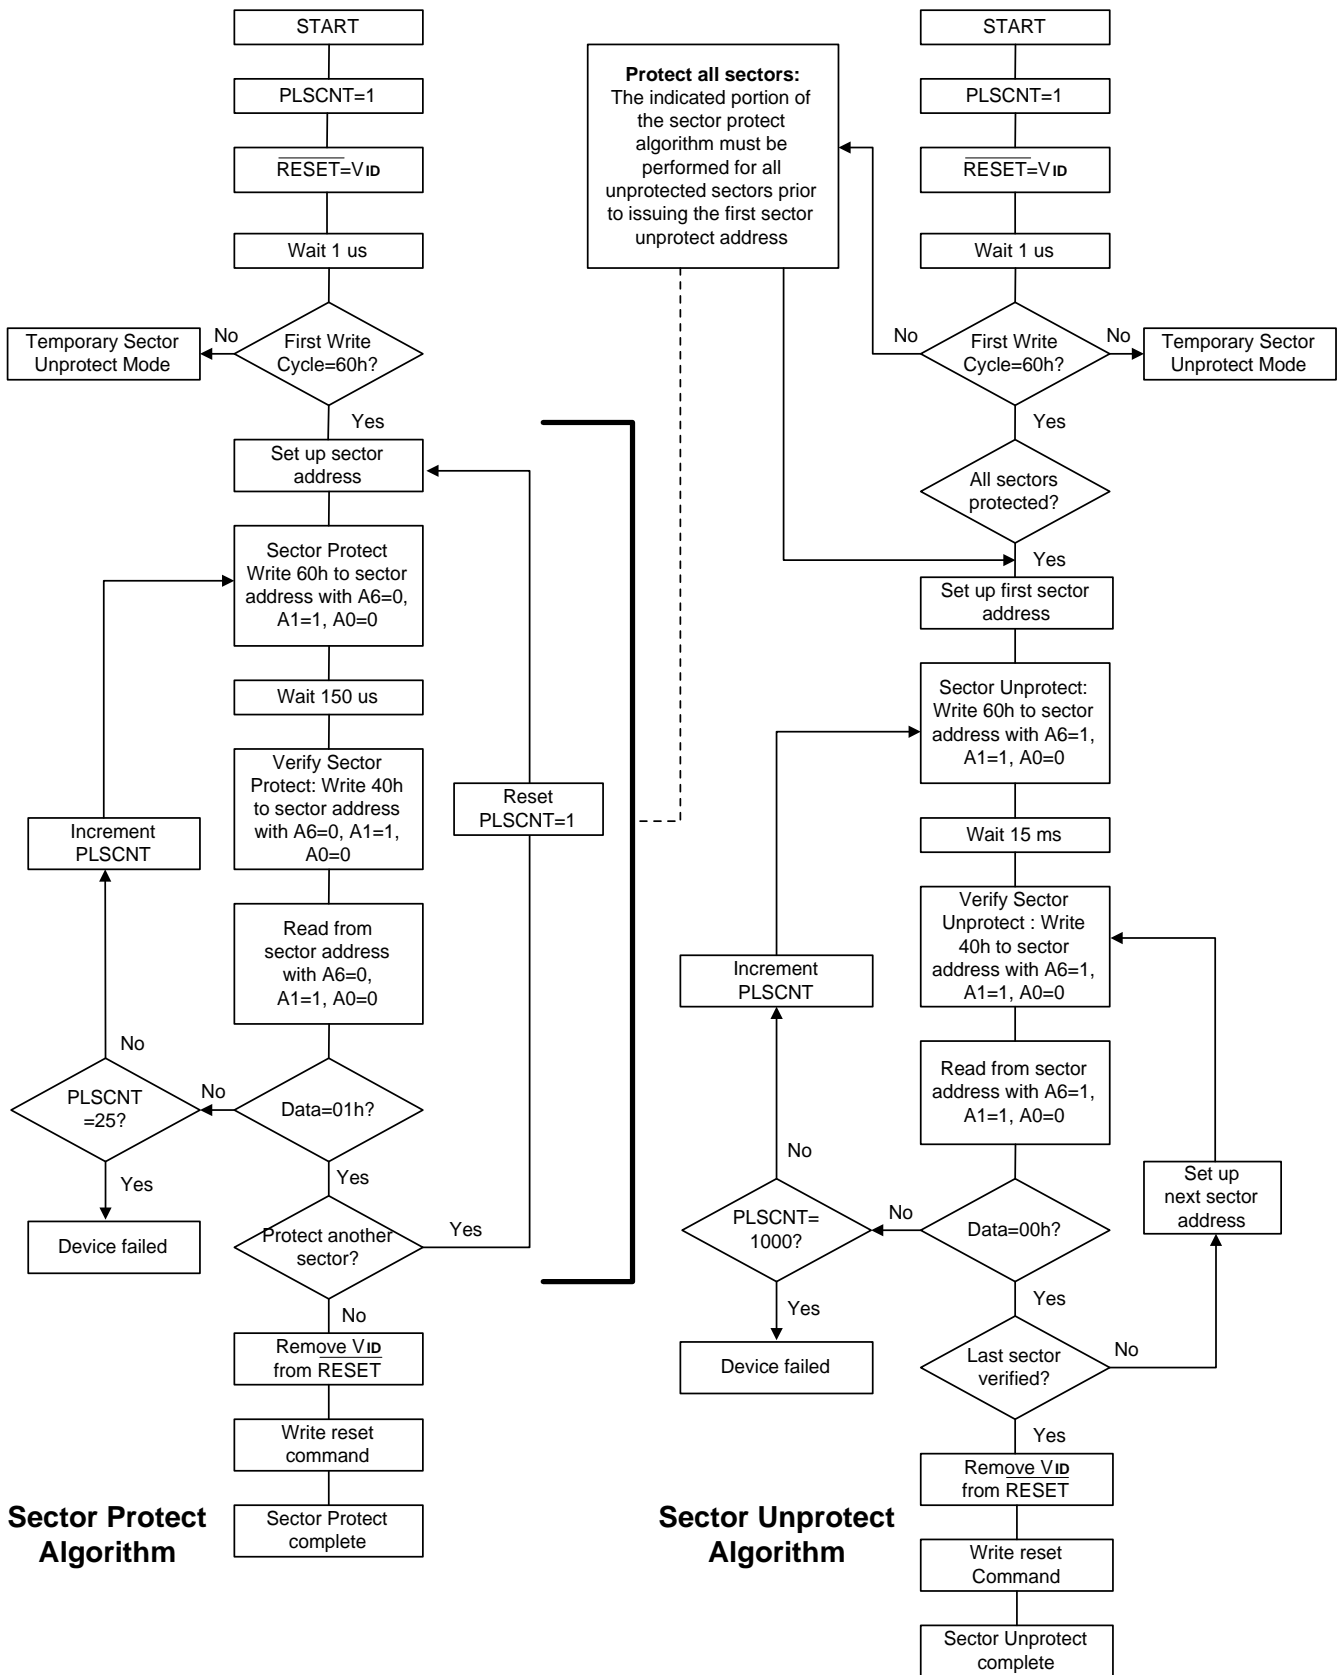 START
PLSCNT=1
RESET=VID
Wait 1 us
First Write
Cycle=60h?
No
Temporary Sector
Unprotect Mode
Yes
Set up sector
address
Sector Protect
Write 60h to sector
address with A6=0,
A1=1, A0=0
Wait 150 us
Verify Sector
Protect: Write 40h
to sector address
with A6=0, A1=1,
A0=0
Reset
PLSCNT=1
Increment
PLSCNT
Read from
sector address
with A6=0,
A1=1, A0=0
No
PLSCNT
=25?
No
Data=01h?
Yes
Yes
Device failed
Protect another
sector?
Yes
No
Remove VID
from RESET
Write reset
command
Sector Protect
complete
Sector Protect
Algorithm
Protect all sectors:
The indicated portion of
the sector protect
algorithm must be
performed for all
unprotected sectors prior
to issuing the first sector
unprotect address
START
PLSCNT=1
RESET=VID
Wait 1 us
No
First Write
Cycle=60h?
No
Temporary Sector
Unprotect Mode
Yes
All sectors
protected?
Yes
Set up first sector
address
Sector Unprotect:
Write 60h to sector
address with A6=1,
A1=1, A0=0
Wait 15 ms
Verify Sector
Unprotect : Write
40h to sector
address with A6=1,
A1=1, A0=0
Increment
PLSCNT
Read from sector
address with A6=1,
A1=1, A0=0
No
PLSCNT=
1000?
No
Data=00h?
Set up
next sector
address
Yes
Yes
Device failed
Last sector
verified?
No
Yes
Remove VID
from RESET
Write reset
Command
Sector Unprotect
complete
Sector Unprotect
Algorithm